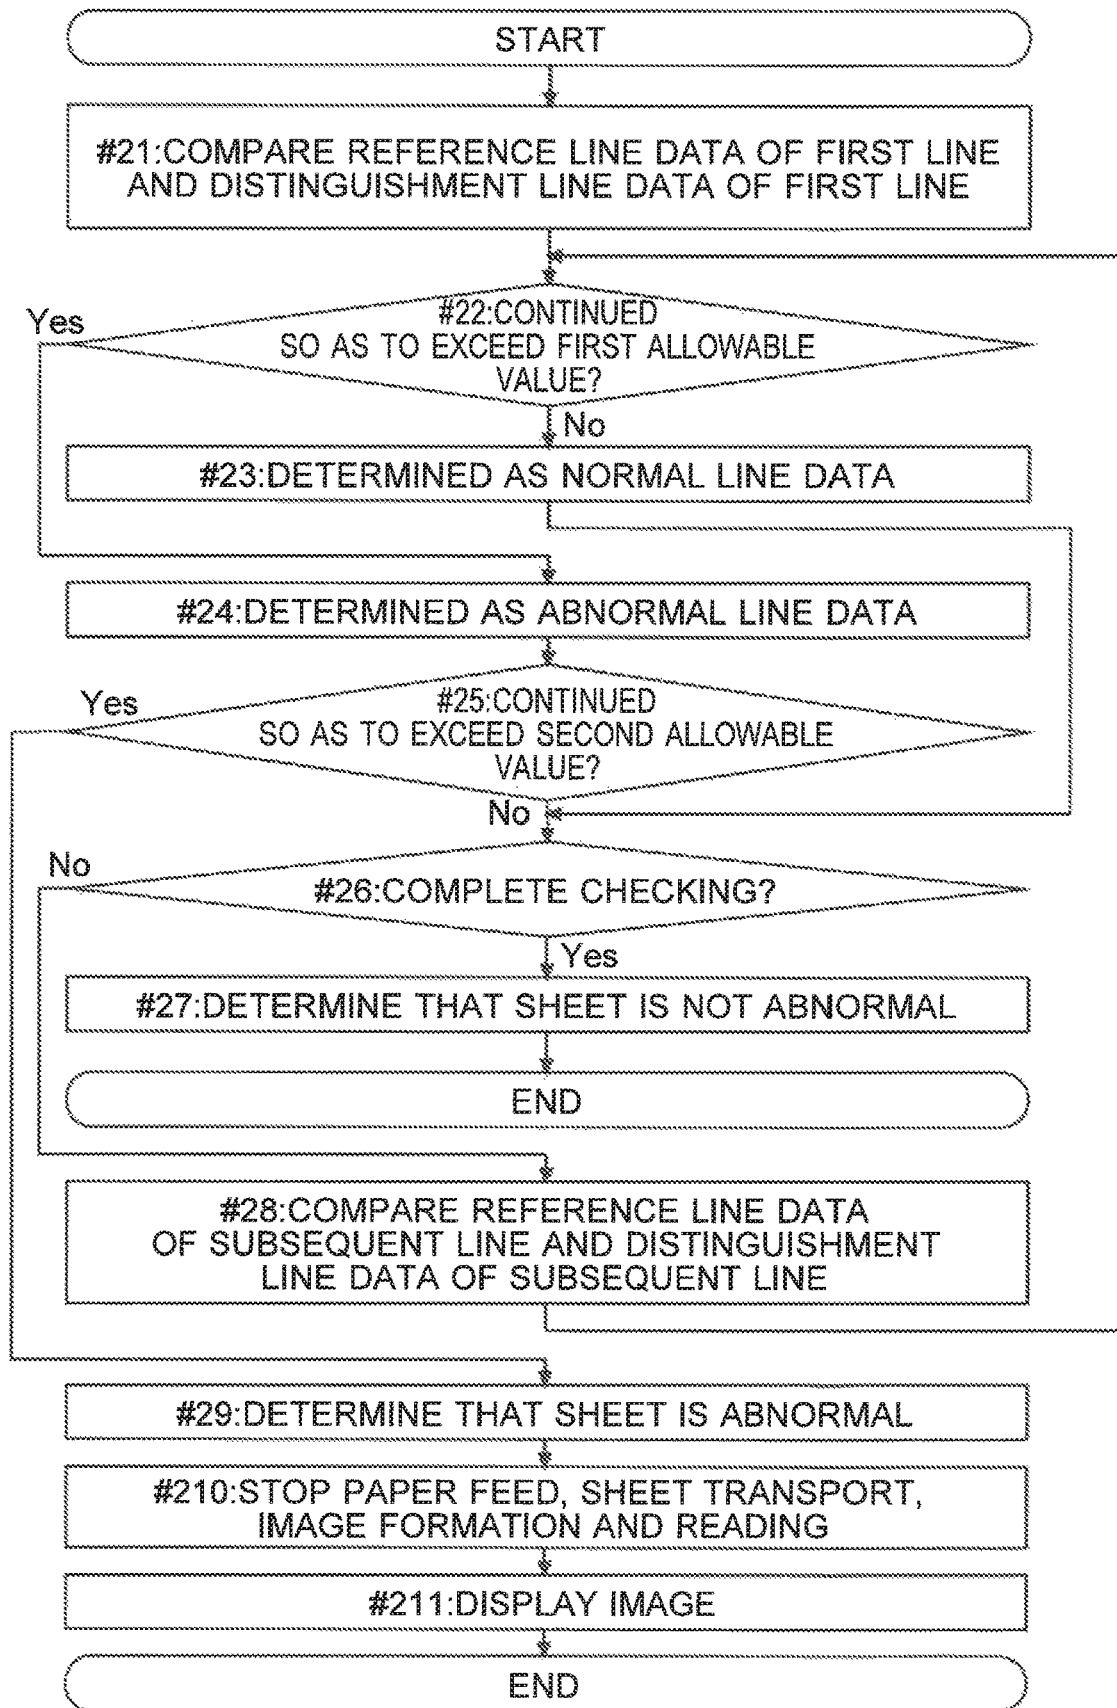 START
#21:COMPARE REFERENCE LINE DATA OF FIRST LINE
AND DISTINGUISHMENT LINE DATA OF FIRST LINE
Yes
#22:CONTINUED
SO AS TO EXCEED FIRST ALLOWABLE
VALUE?
No
#23:DETERMINED AS NORMAL LINE DATA
#24:DETERMINED AS ABNORMAL LINE DATA
Yes
#25:CONTINUED
SO AS TO EXCEED SECOND ALLOWABLE
VALUE?
No
No
#26:COMPLETE CHECKING?
Yes
#27:DETERMINE THAT SHEET IS NOT ABNORMAL
END
#28:COMPARE REFERENCE LINE DATA
OF SUBSEQUENT LINE AND DISTINGUISHMENT
LINE DATA OF SUBSEQUENT LINE
#29:DETERMINE THAT SHEET IS ABNORMAL
#210:STOP PAPER FEED, SHEET TRANSPORT,
IMAGE FORMATION AND READING
#211:DISPLAY IMAGE
END